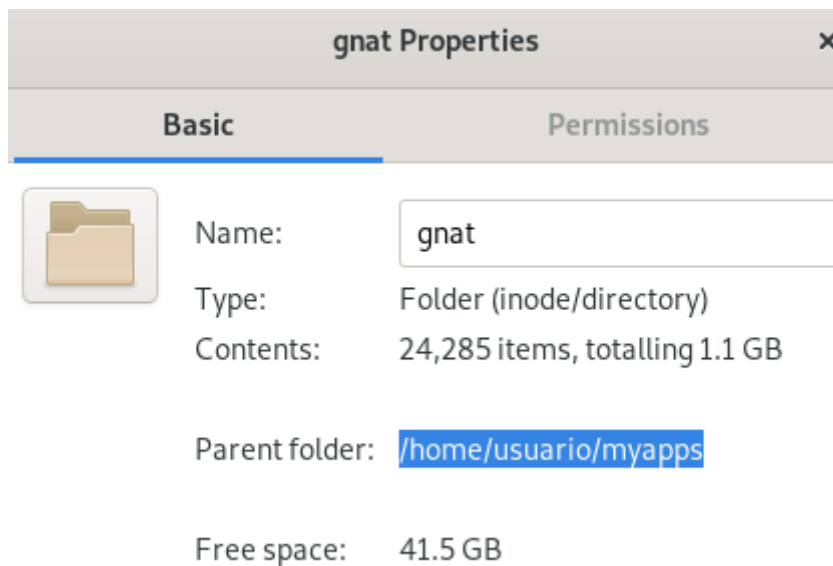 gnat Properties
Basic Permissions
Name: gnat
Type: Folder (inode/directory)
Contents: 24,285 items, totalling 1.1 GB
Parent folder: /home/usuario/myapps
Free space: 41.5 GB